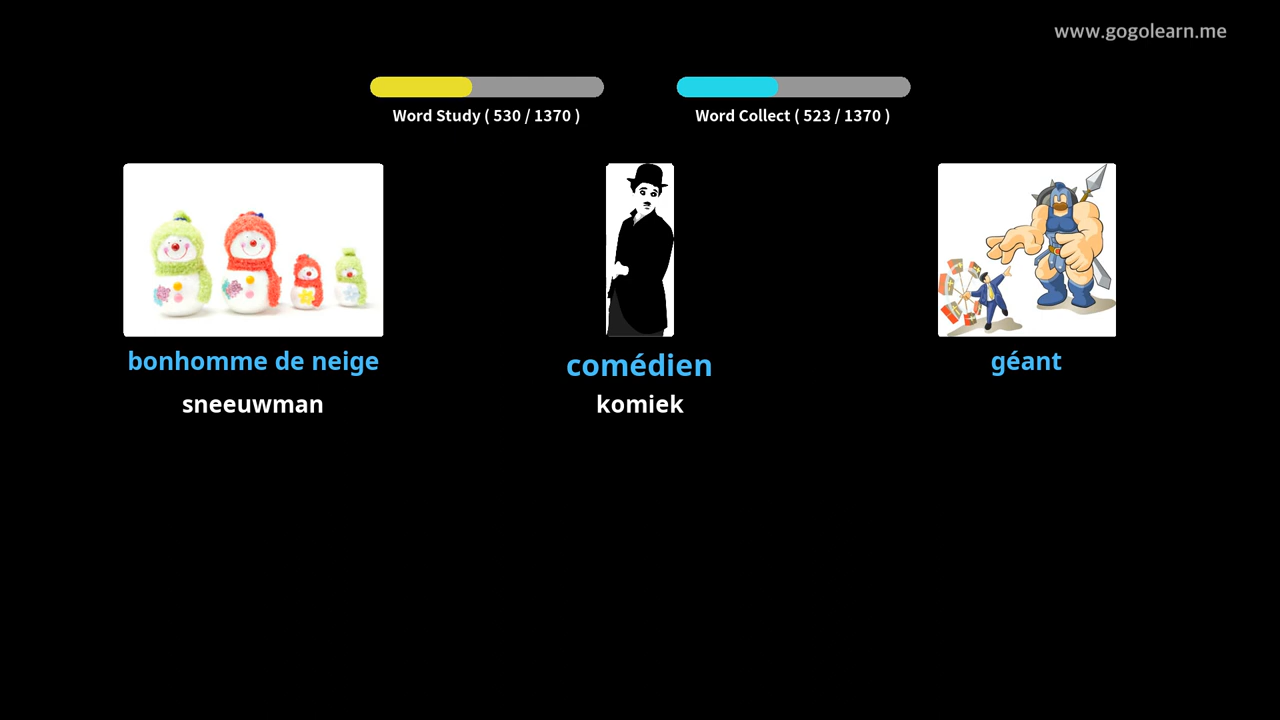 www.gogolearn.me
Word Study ( 530 / 1370 )
Word Collect ( 523 / 1370 )
bonhomme de neige
comédien
géant
sneeuwman
komiek